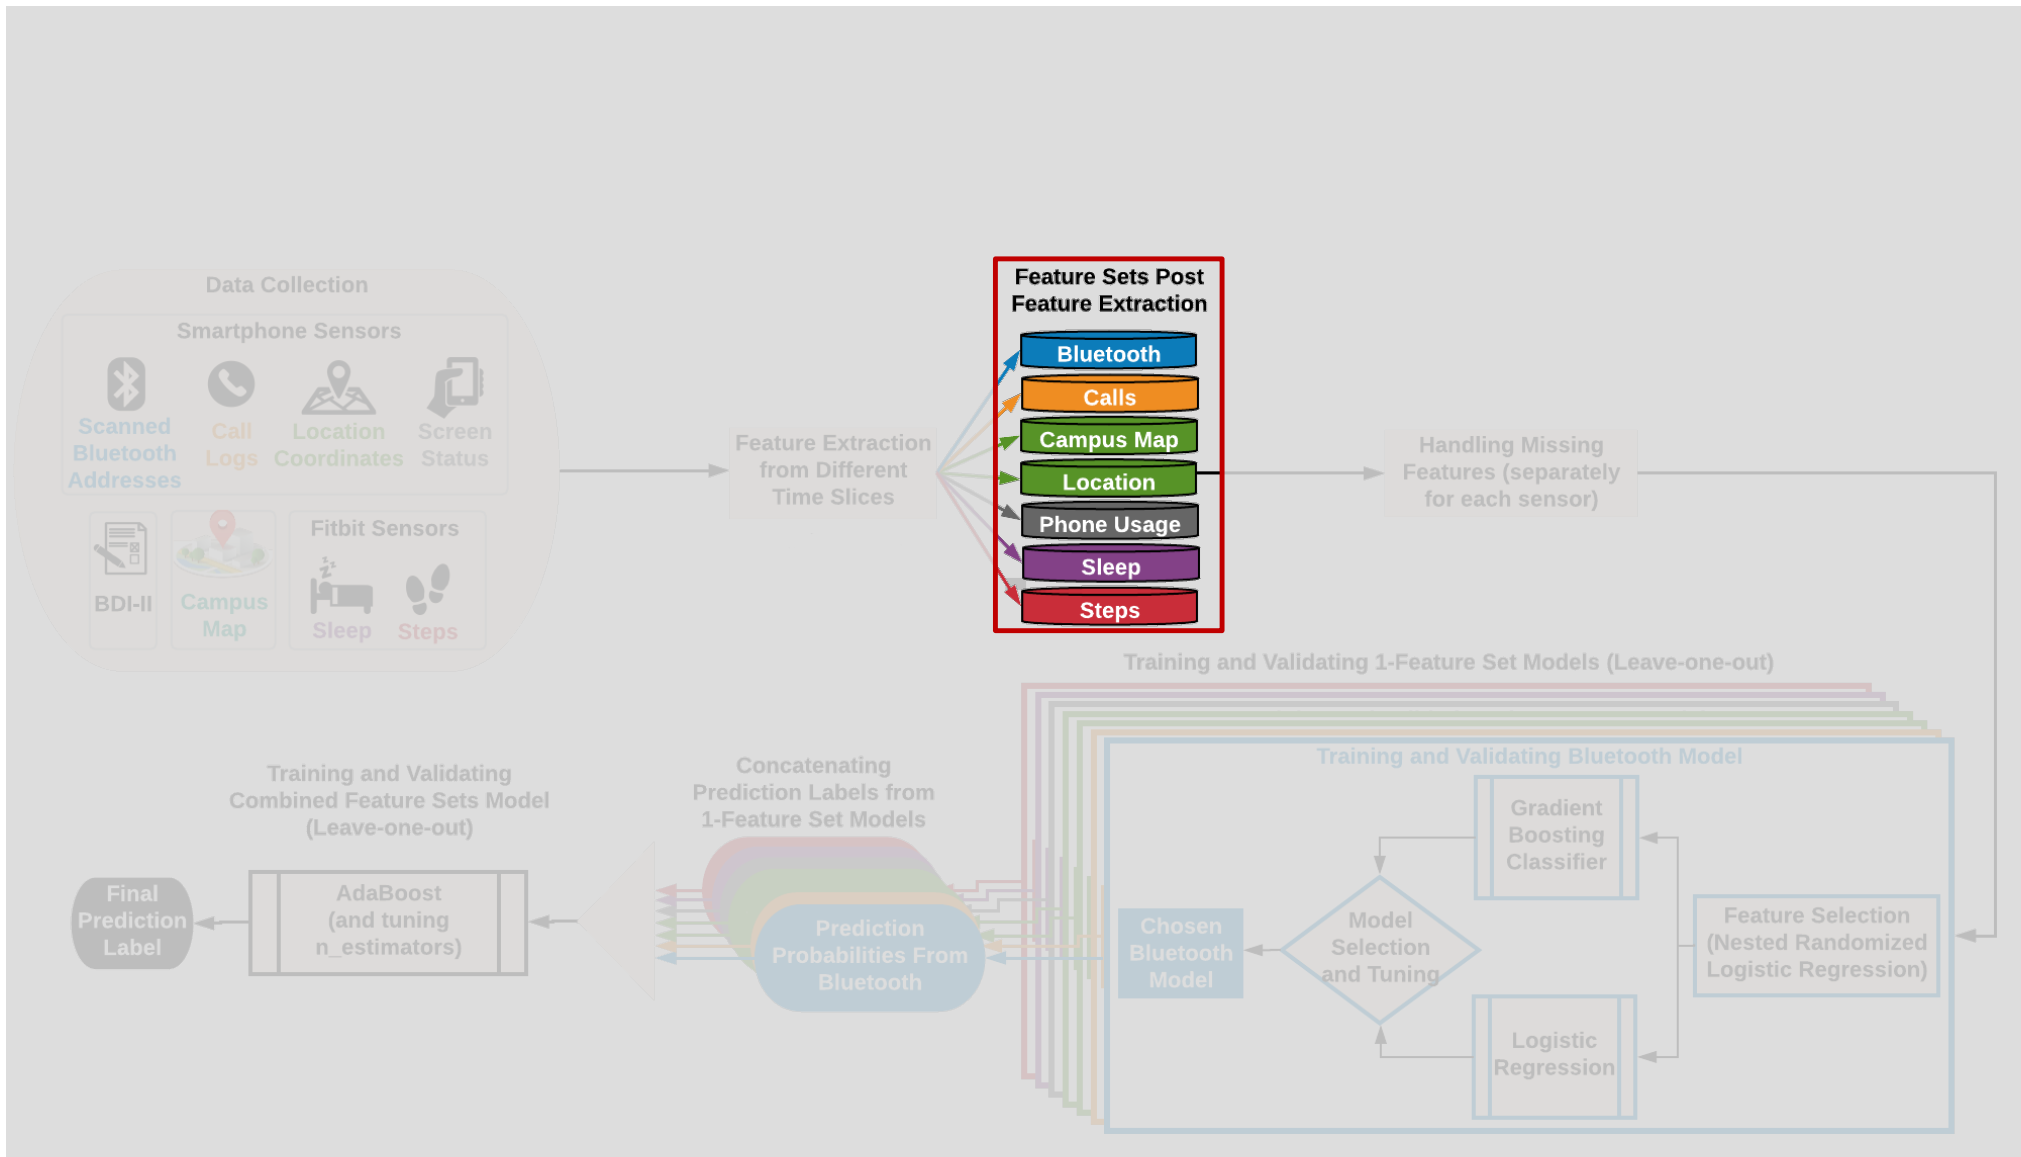 Data Collection
Smartphone Sensors
Scanned
Bluetooth
Addresses
Call
Logs
Location
Coordinates
Screen
Status
BDI-II
Campus
Map
Fitbit Sensors
z z z
Sleep
Steps
Feature Extraction
from Different
Time Slices
Feature Sets Post
Feature Extraction
Bluetooth
Calls
Campus Map
Location
Phone Usage
Sleep
Steps
Handling Missing
Features (separately
for each sensor)
Training and Validating 1-Feature Set Models (Leave-one-out)
Training and Validating Bluetooth Model
Gradient
Boosting
Classifier
Feature Selection
(Nested Randomized
Logistic Regression)
Logistic
Regression
Model
Selection
and Tuning
Chosen
Bluetooth
Model
Concatenating
Prediction Labels from
1-Feature Set Models
Prediction
Probabilities From
Bluetooth
Training and Validating
Combined Feature Sets Model
(Leave-one-out)
AdaBoost
(and tuning
n_estimators)
Final
Prediction
Label